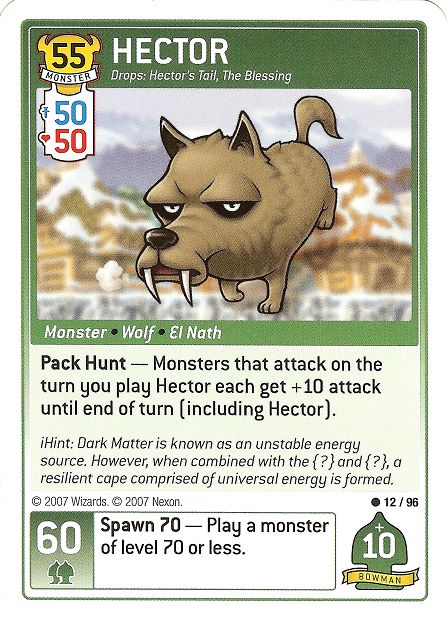 55
MONSTER
HECTOR
Drops: Hector's Tail, The Blessing
50
50
Monster • Wolf • El Nath
Pack Hunt — Monsters that attack on the
turn you play Hector each get +10 attack
until end of turn (including Hector).
iHint: Dark Matter is known as an unstable energy
source. However, when combined with the {?} and {?}, a
resilient cape comprised of universal energy is formed.
© 2007 Wizards. © 2007 Nexon.
● 12 / 96
60
Spawn 70 — Play a monster
of level 70 or less.
+
10
BOWMAN